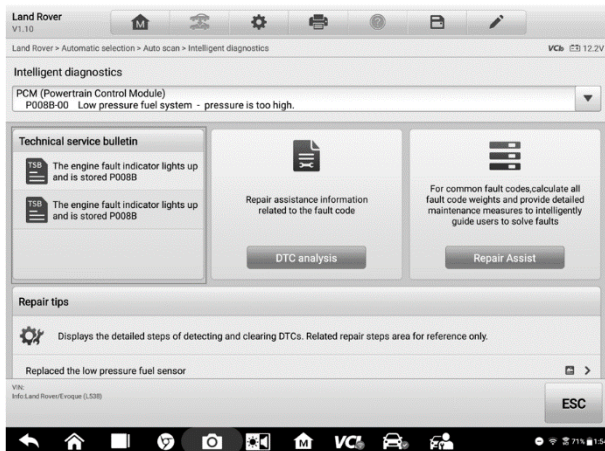 Land Rover
V1.10
Land Rover > Automatic selection > Auto scan > Intelligent diagnostics
VCI 12.2V
Intelligent diagnostics
PCM (Powertrain Control Module)
P008B-00 Low pressure fuel system - pressure is too high.
Technical service bulletin
TSB
The engine fault indicator lights up
and is stored P008B
TSB
The engine fault indicator lights up
and is stored P008B
Repair assistance information
related to the fault code
DTC analysis
For common fault codes,calculate all
fault code weights and provide detailed
maintenance measures to intelligently
guide users to solve faults
Repair Assist
Repair tips
Displays the detailed steps of detecting and clearing DTCs. Related repair steps area for reference only.
Replaced the low pressure fuel sensor
Info:Land Rover/Evoque (L538)
ESC
M
VCI
71%